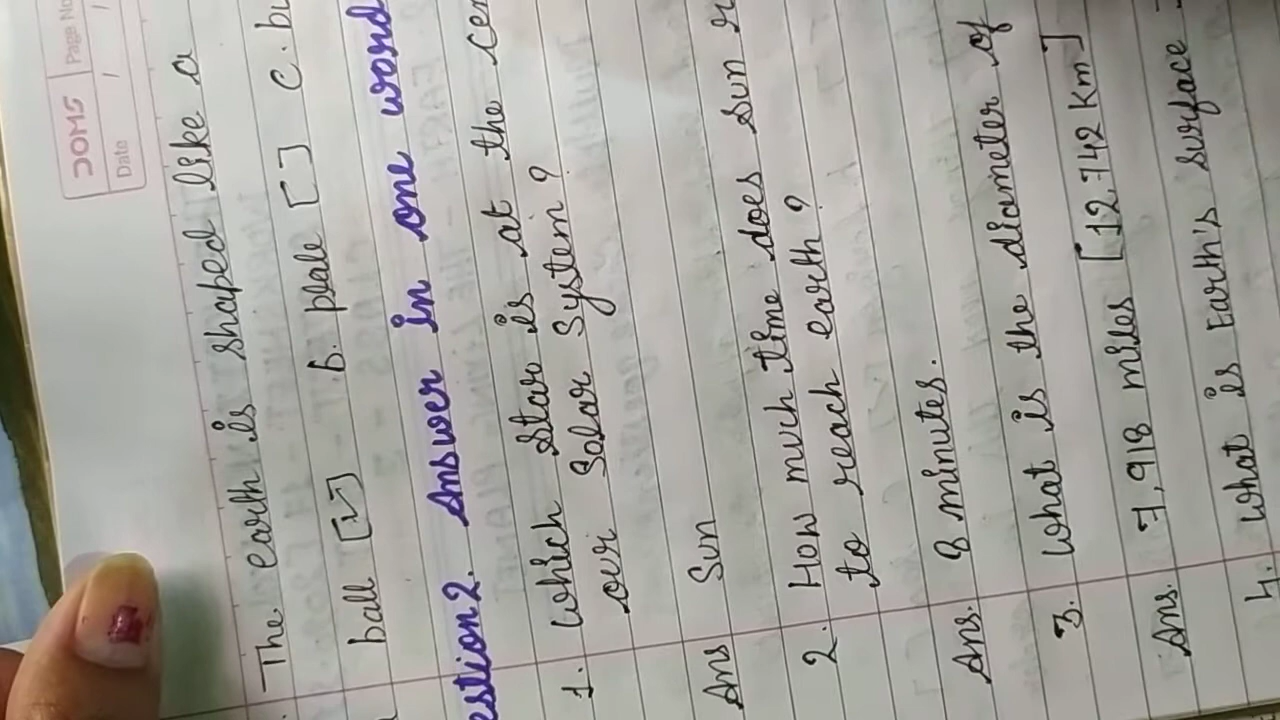 DOMS
Page No
Date / /
The earth is shaped like a
ball [✓] b. plate [ ] c.
Question 2. Answer in one word
1. Which star is at the
our Solar System ?
Ans Sun
2. How much time does sun
to reach earth ?
Ans. 8 minutes.
3. What is the diameter of
Ans. 7,918 miles [12,742 Km]
4. What is Earth's surface